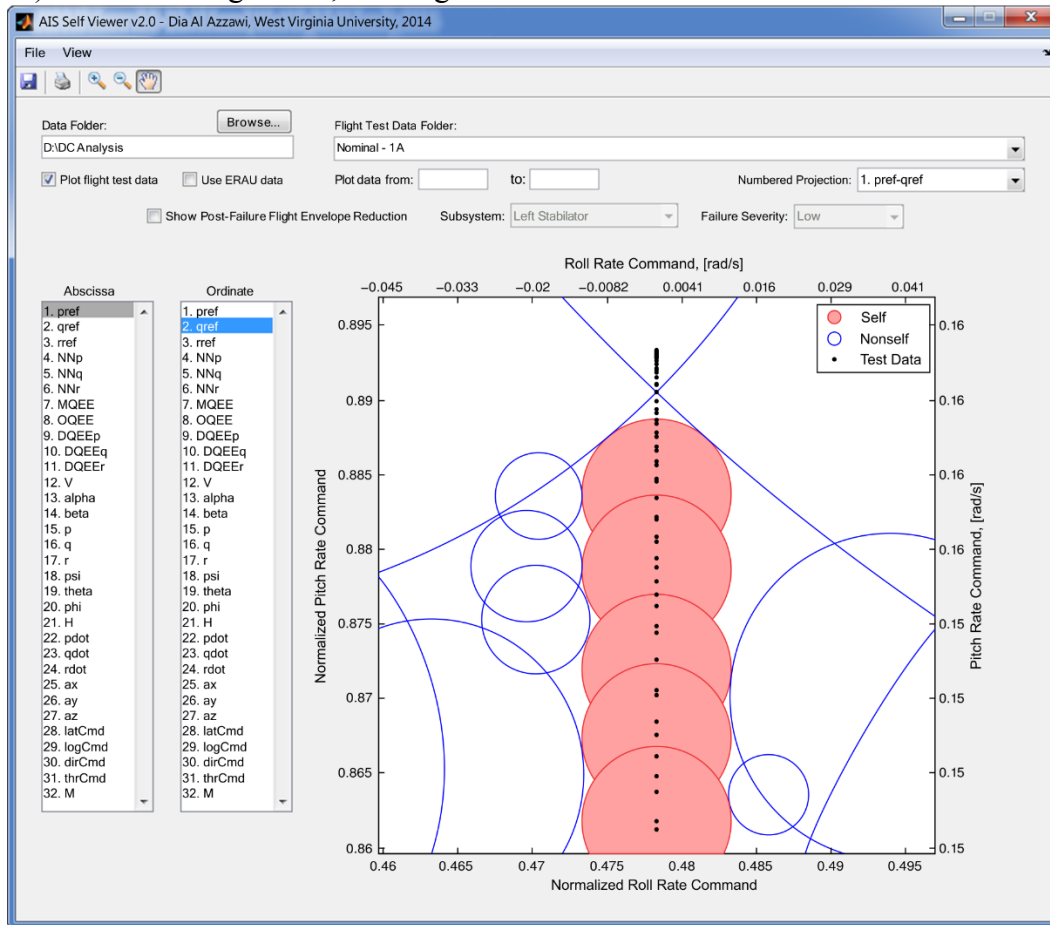 AIS Self Viewer v2.0 - Dia Al Azzawi, West Virginia University, 2014
File View
Data Folder: Browse... Flight Test Data Folder:
D:\DC Analysis Nominal - 1A
Plot flight test data Use ERAU data Plot data from: to: Numbered Projection: 1. pref-qref
Show Post-Failure Flight Envelope Reduction Subsystem: Left Stabilator Failure Severity: Low
Abscissa
1. pref
2. qref
3. rref
4. NNp
5. NNq
6. NNr
7. MQEE
8. OQEE
9. DQEEp
10. DQEEq
11. DQEEr
12. V
13. alpha
14. beta
15. p
16. q
17. r
18. psi
19. theta
20. phi
21. H
22. pdot
23. qdot
24. rdot
25. ax
26. ay
27. az
28. latCmd
29. logCmd
30. dirCmd
31. thrCmd
32. M
Ordinate
1. pref
2. qref
3. rref
4. NNp
5. NNq
6. NNr
7. MQEE
8. OQEE
9. DQEEp
10. DQEEq
11. DQEEr
12. V
13. alpha
14. beta
15. p
16. q
17. r
18. psi
19. theta
20. phi
21. H
22. pdot
23. qdot
24. rdot
25. ax
26. ay
27. az
28. latCmd
29. logCmd
30. dirCmd
31. thrCmd
32. M
Roll Rate Command, [rad/s]
−0.045 −0.033 −0.02 −0.0082 0.0041 0.016 0.029 0.041
Self
Nonself
Test Data
Normalized Pitch Rate Command
0.895
0.89
0.885
0.88
0.875
0.87
0.865
0.86
0.16
0.16
0.16
0.16
0.15
0.15
0.15
0.15
Pitch Rate Command, [rad/s]
0.46 0.465 0.47 0.475 0.48 0.485 0.49 0.495
Normalized Roll Rate Command